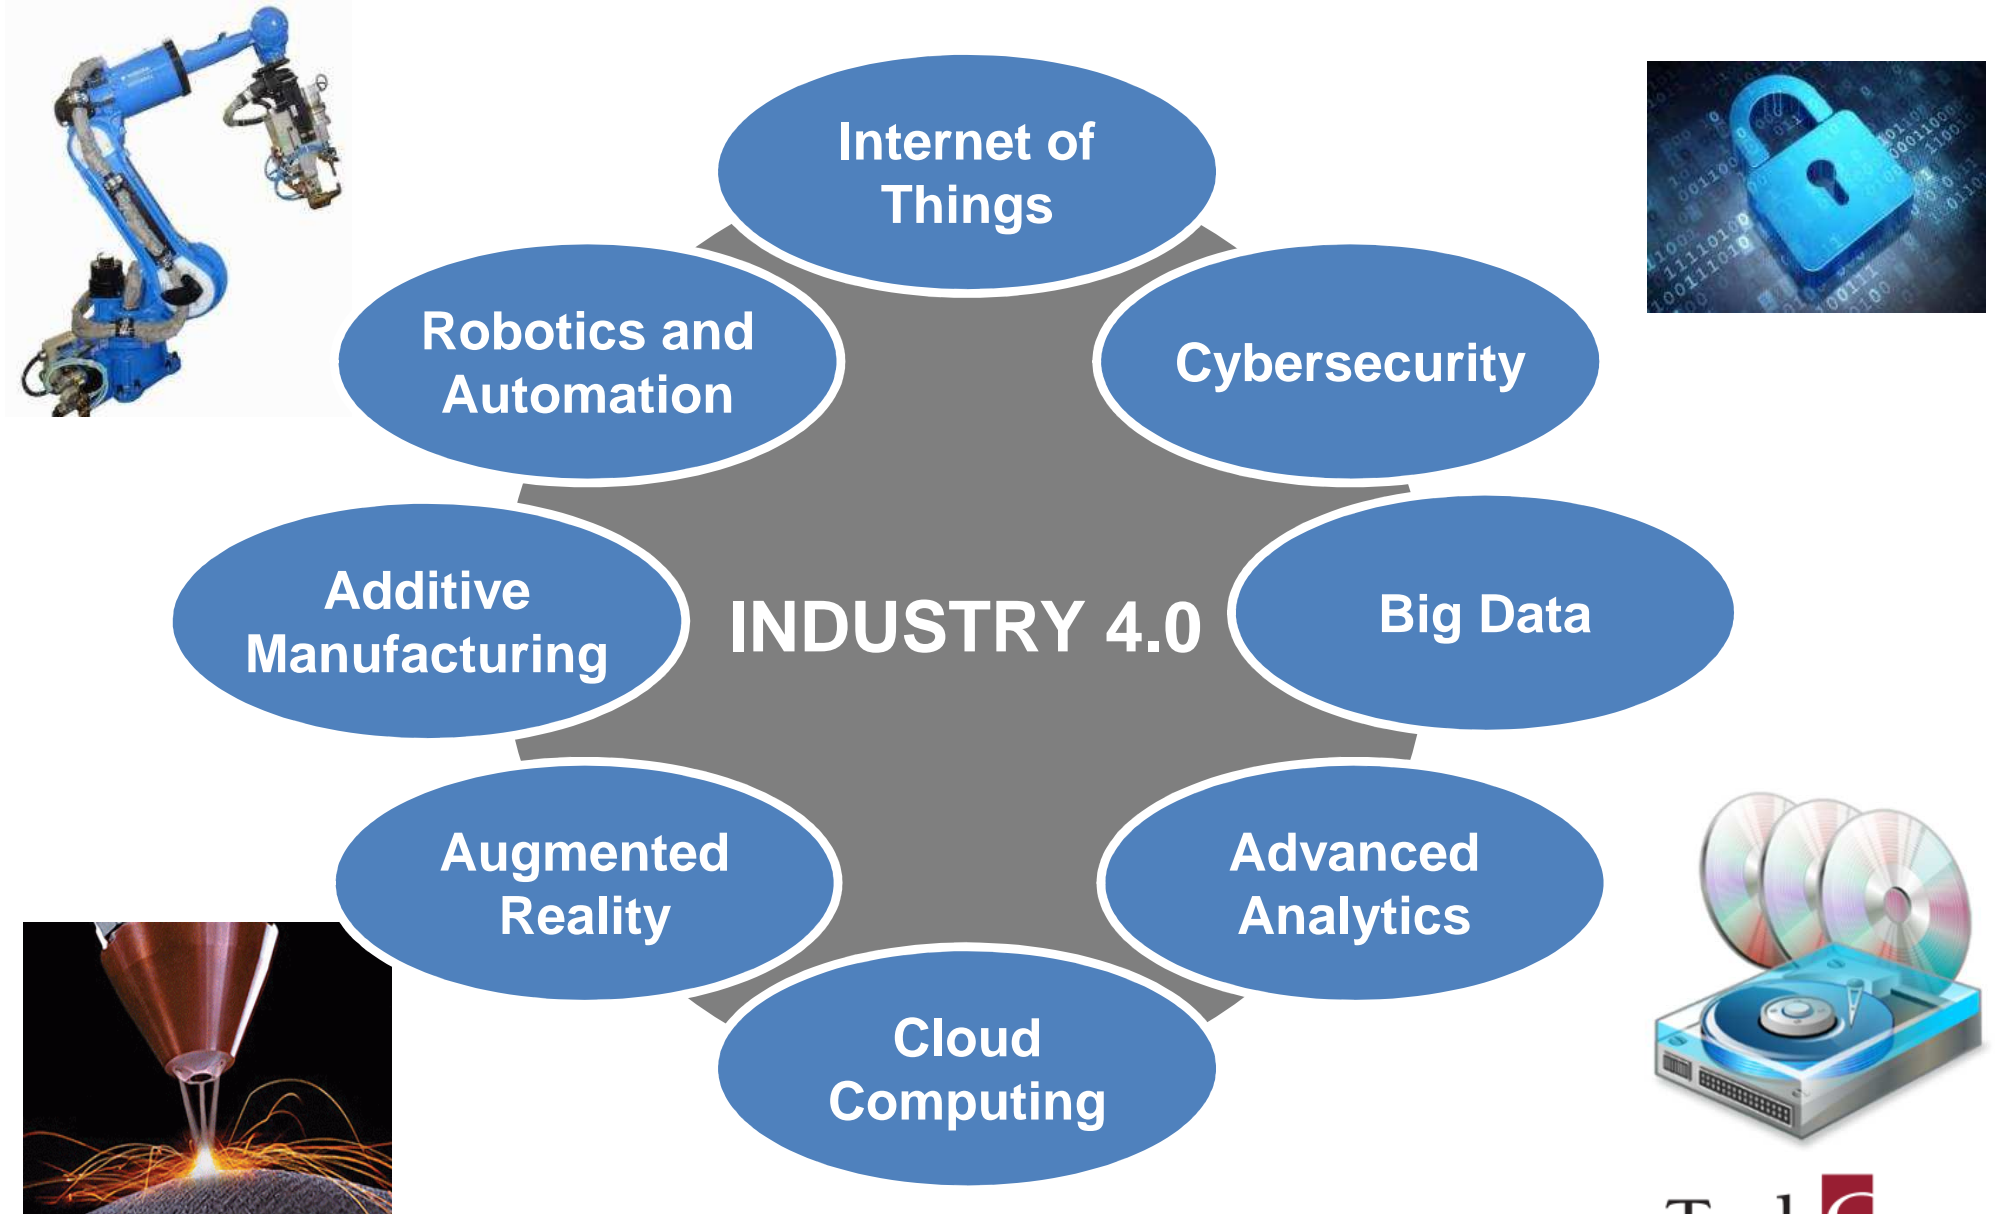 Internet of
Things
Robotics and
Automation
Cybersecurity
Additive
Manufacturing
INDUSTRY 4.0
Big Data
Augmented
Reality
Advanced
Analytics
Cloud
Computing